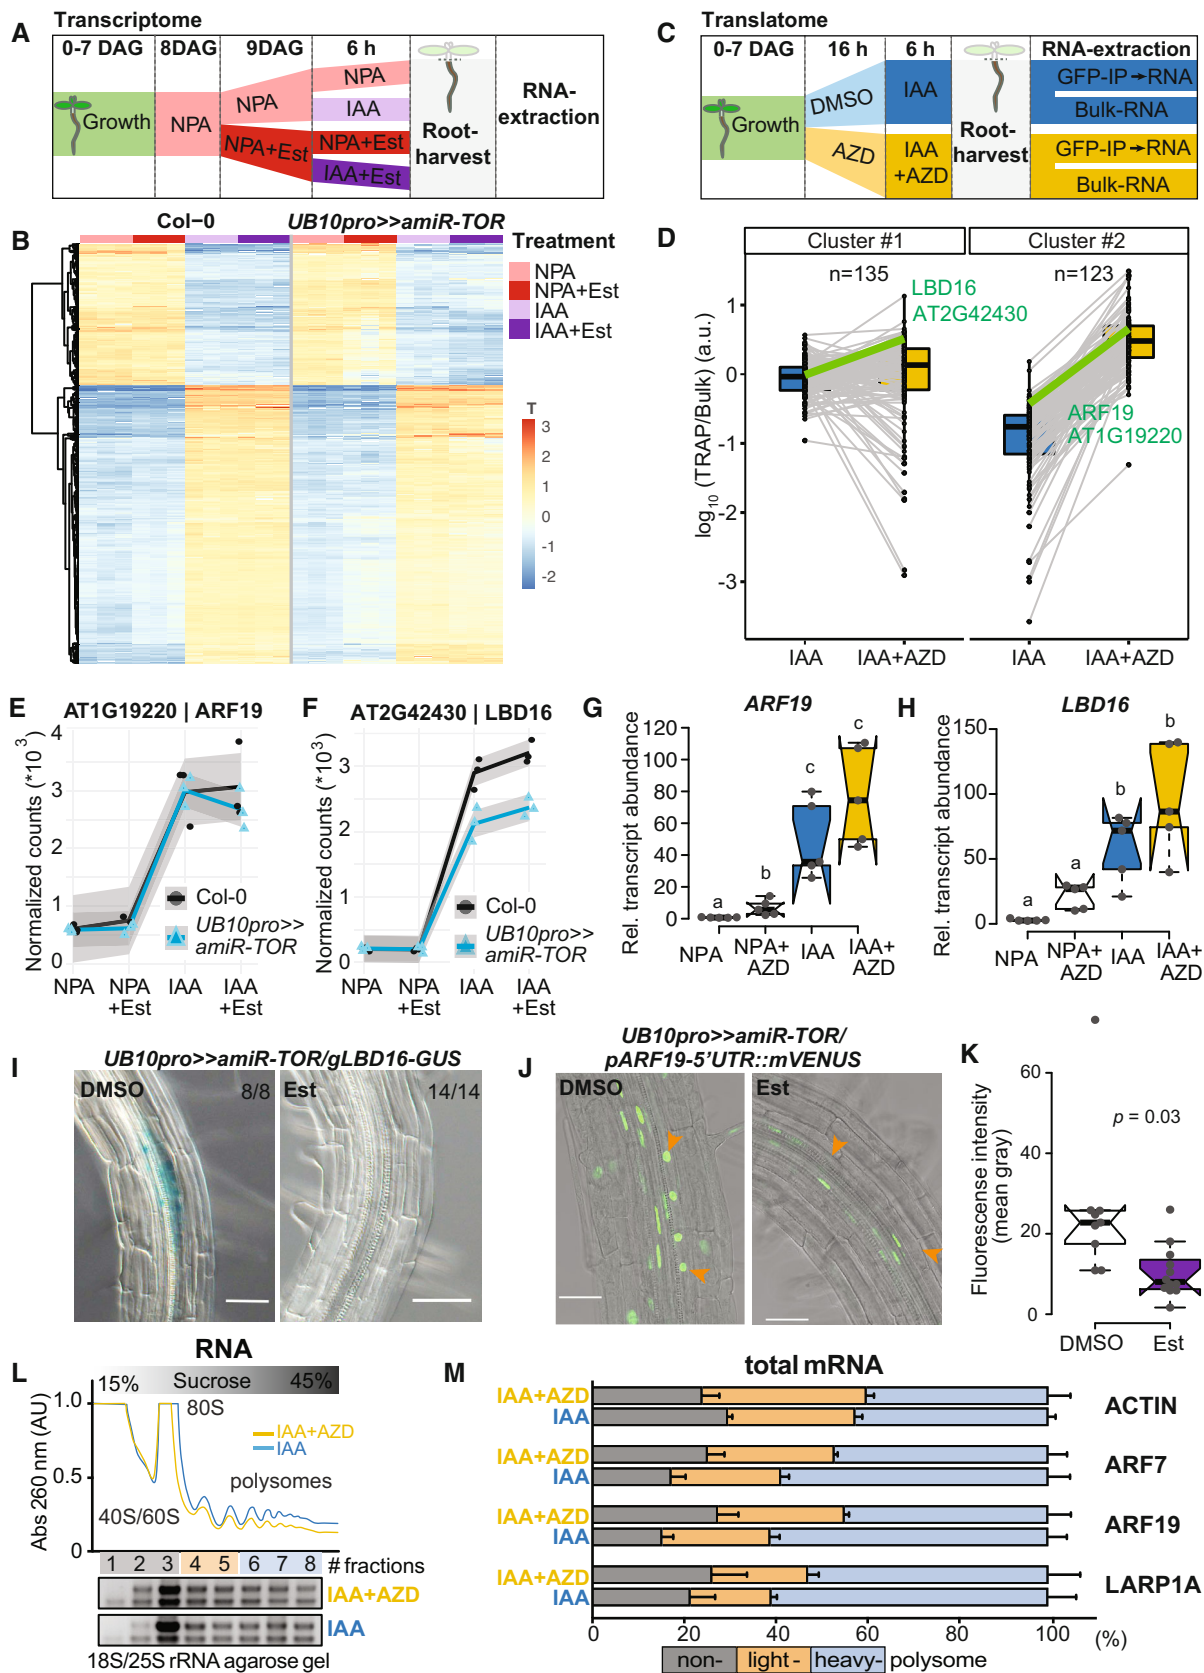 A
Transcriptome
0-7 DAG
8DAG
9DAG
6 h
Growth
NPA
NPA
NPA+Est
NPA
IAA
NPA+Est
IAA+Est
Root-
harvest
RNA-
extraction
C
Translatome
0-7 DAG
16 h
6 h
RNA-extraction
Growth
DMSO
AZD
IAA
IAA
+AZD
Root-
harvest
GFP-IP→RNA
Bulk-RNA
GFP-IP→RNA
Bulk-RNA
B
Col–0
UB10pro>>amiR-TOR
Treatment
NPA
NPA+Est
IAA
IAA+Est
T
3
2
1
0
-1
-2
D
Cluster #1
Cluster #2
n=135
n=123
LBD16
AT2G42430
ARF19
AT1G19220
log10 (TRAP/Bulk) (a.u.)
1
0
-1
-2
-3
IAA
IAA+AZD
IAA
IAA+AZD
E
AT1G19220 | ARF19
Normalized counts (*10 3)
4
3
2
1
0
Col-0
UB10pro>>
amiR-TOR
NPA
NPA
+Est
IAA
IAA
+Est
F
AT2G42430 | LBD16
Normalized counts (*10 3)
3
2
1
0
Col-0
UB10pro>>
amiR-TOR
NPA
NPA
+Est
IAA
IAA
+Est
G
ARF19
Rel. transcript abundance
120
100
80
60
40
20
0
a
b
c
c
NPA
NPA+
AZD
IAA
IAA+
AZD
H
LBD16
Rel. transcript abundance
150
100
50
0
a
a
b
b
NPA
NPA+
AZD
IAA
IAA+
AZD
I
UB10pro>>amiR-TOR/gLBD16-GUS
DMSO
8/8
Est
14/14
J
UB10pro>>amiR-TOR/
pARF19-5'UTR::mVENUS
DMSO
Est
K
Fluorescense intensity
(mean gray)
60
40
20
0
p = 0.03
DMSO
Est
L
RNA
15%
Sucrose
45%
Abs 260 nm (AU)
1.0
0.5
0
80S
IAA+AZD
IAA
polysomes
40S/60S
1 2 3 4 5 6 7 8 # fractions
IAA+AZD
IAA
18S/25S rRNA agarose gel
M
total mRNA
IAA+AZD
IAA
ACTIN
IAA+AZD
IAA
ARF7
IAA+AZD
IAA
ARF19
IAA+AZD
IAA
LARP1A
0 20 40 60 80 100 (%)
non- light - heavy- polysome